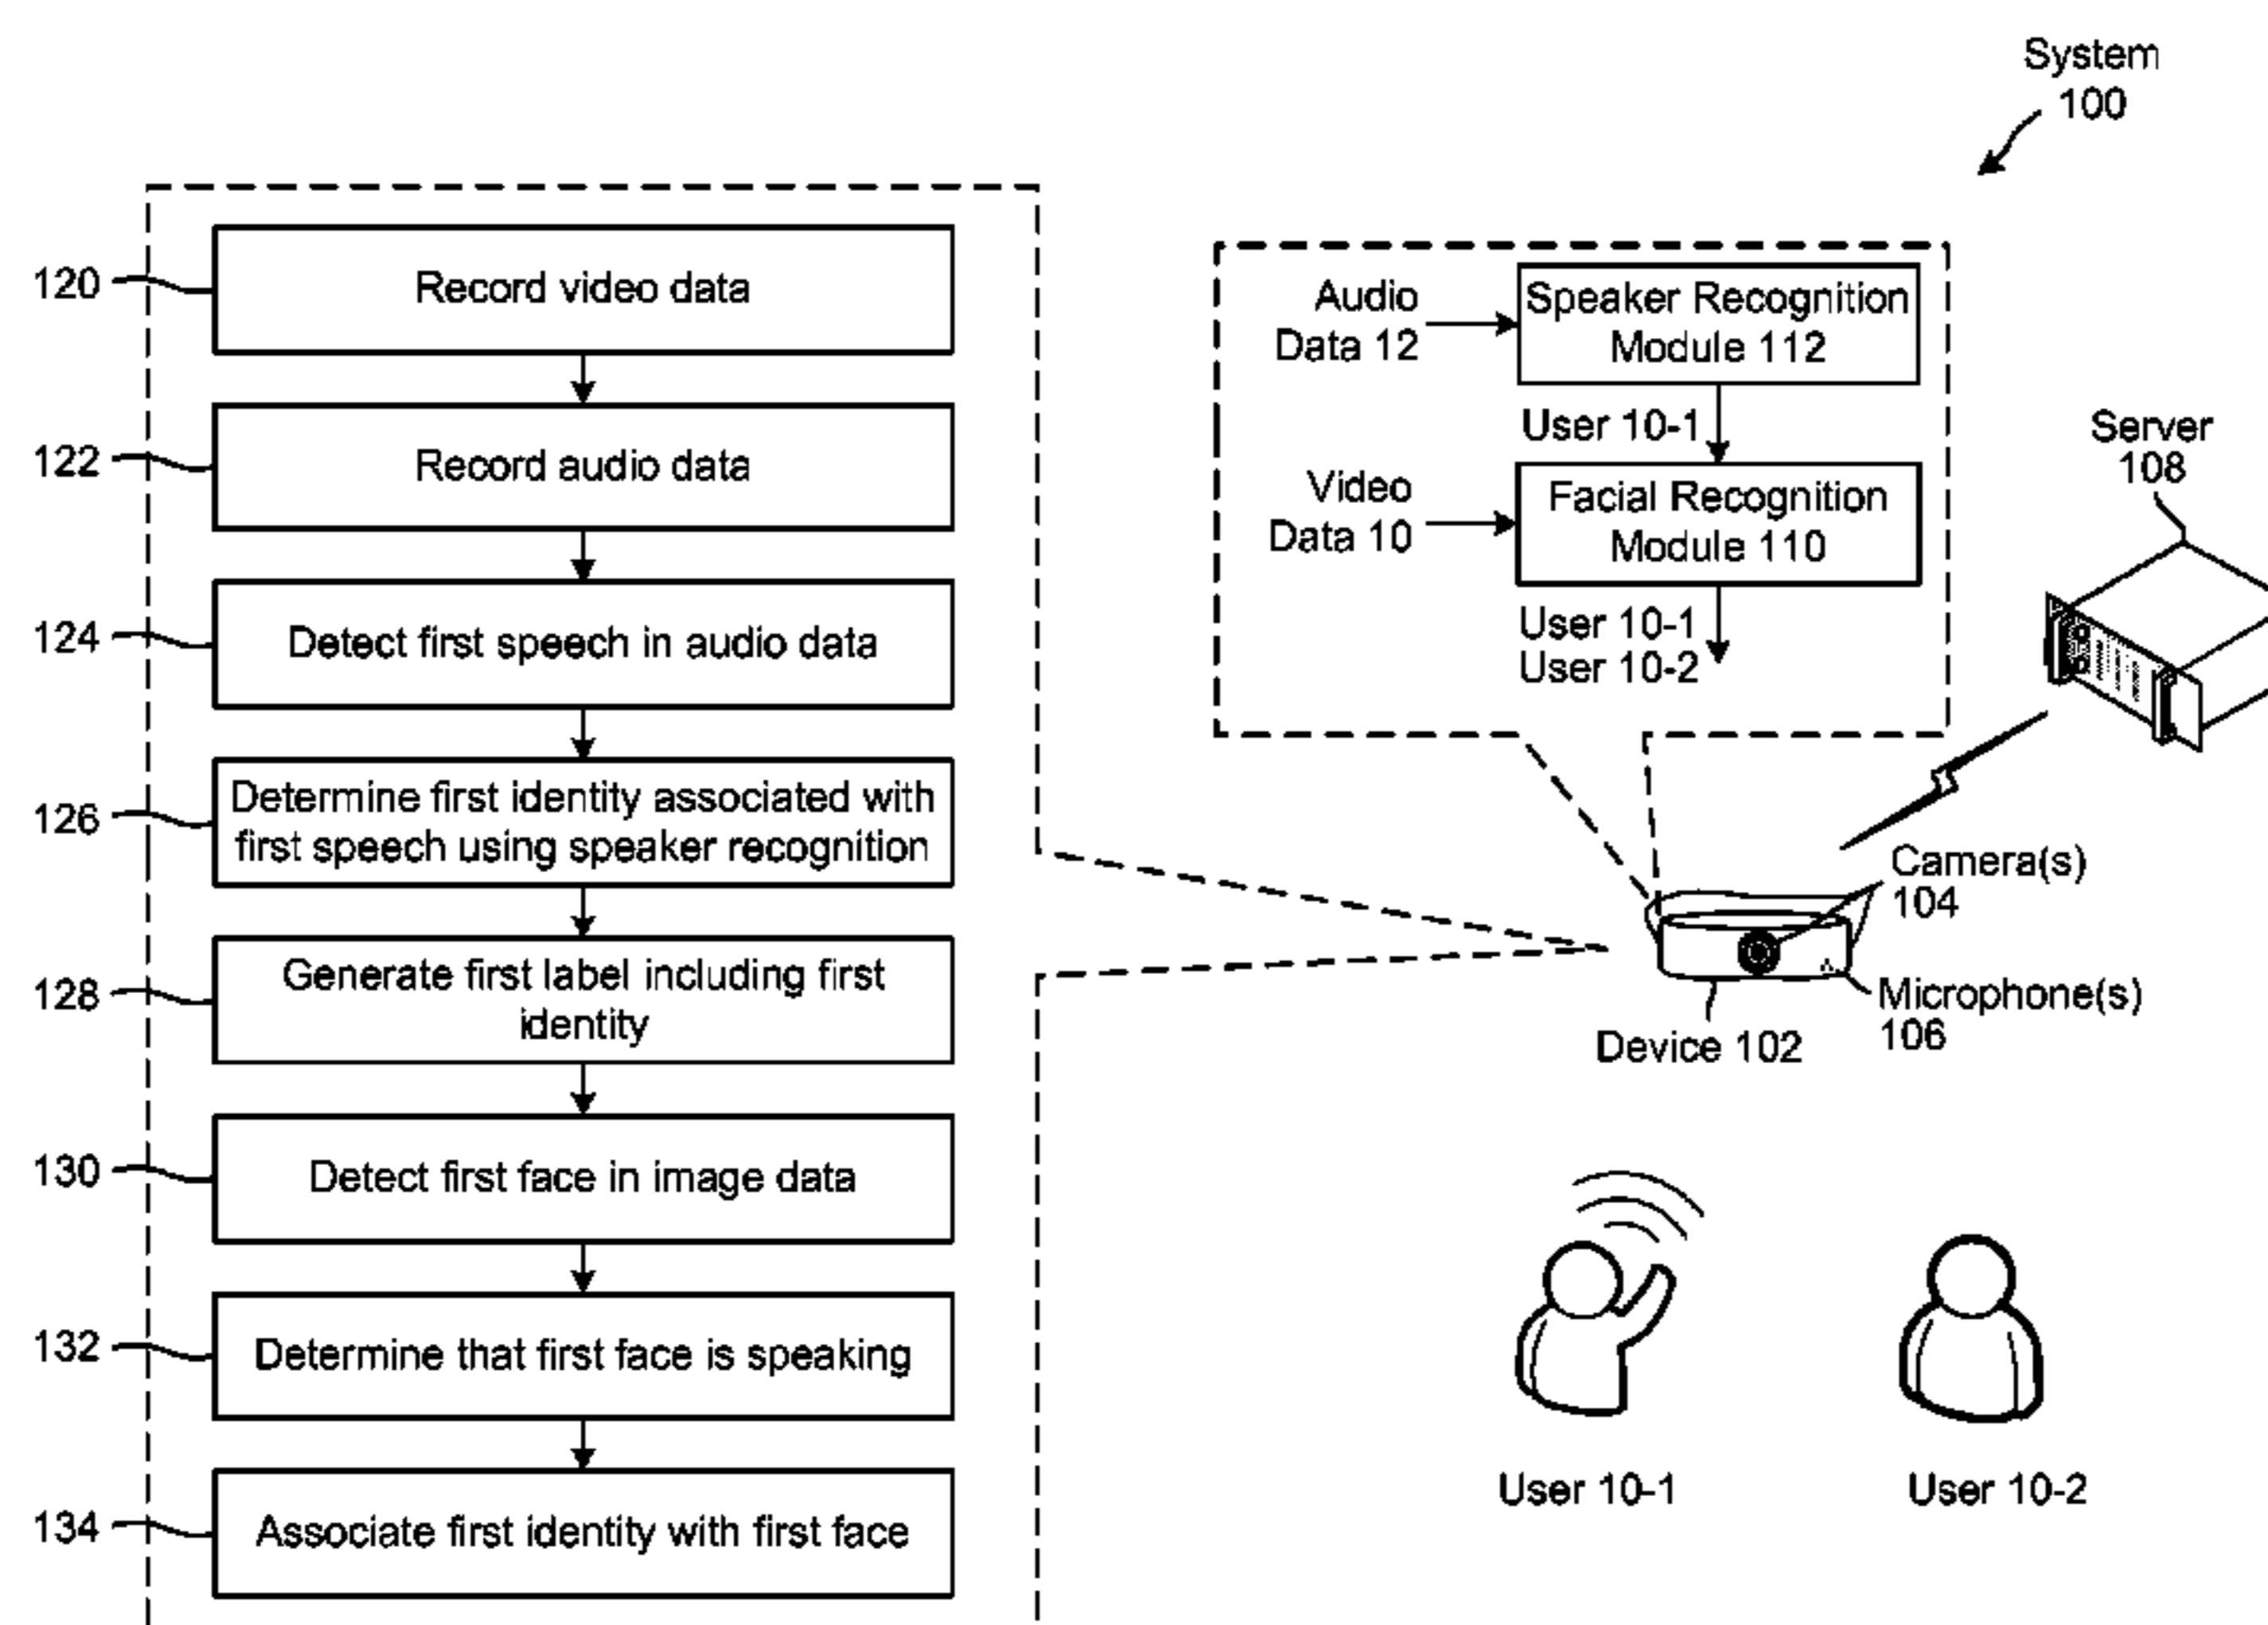 System
100
120
Record video data
122
Record audio data
124
Detect first speech in audio data
126
Determine first identity associated with
first speech using speaker recognition
128
Generate first label including first
identity
130
Detect first face in image data
132
Determine that first face is speaking
134
Associate first identity with first face
Audio
Data 12
Speaker Recognition
Module 112
User 10-1
Video
Data 10
Facial Recognition
Module 110
User 10-1
User 10-2
Server
108
Camera(s)
104
Microphone(s)
106
Device 102
User 10-1
User 10-2